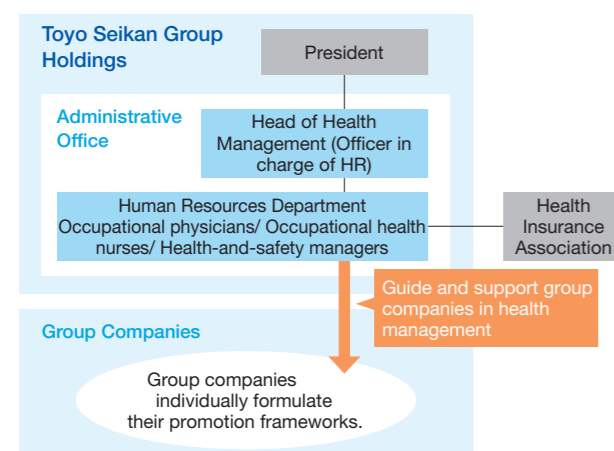 Toyo Seikan Group
Holdings
President
Administrative
Office
Head of Health
Management (Officer in
charge of HR)
Human Resources Department
Occupational physicians/ Occupational health
nurses/ Health-and-safety managers
Health
Insurance
Association
Guide and support group
companies in health
management
Group Companies
Group companies
individually formulate
their promotion frameworks.